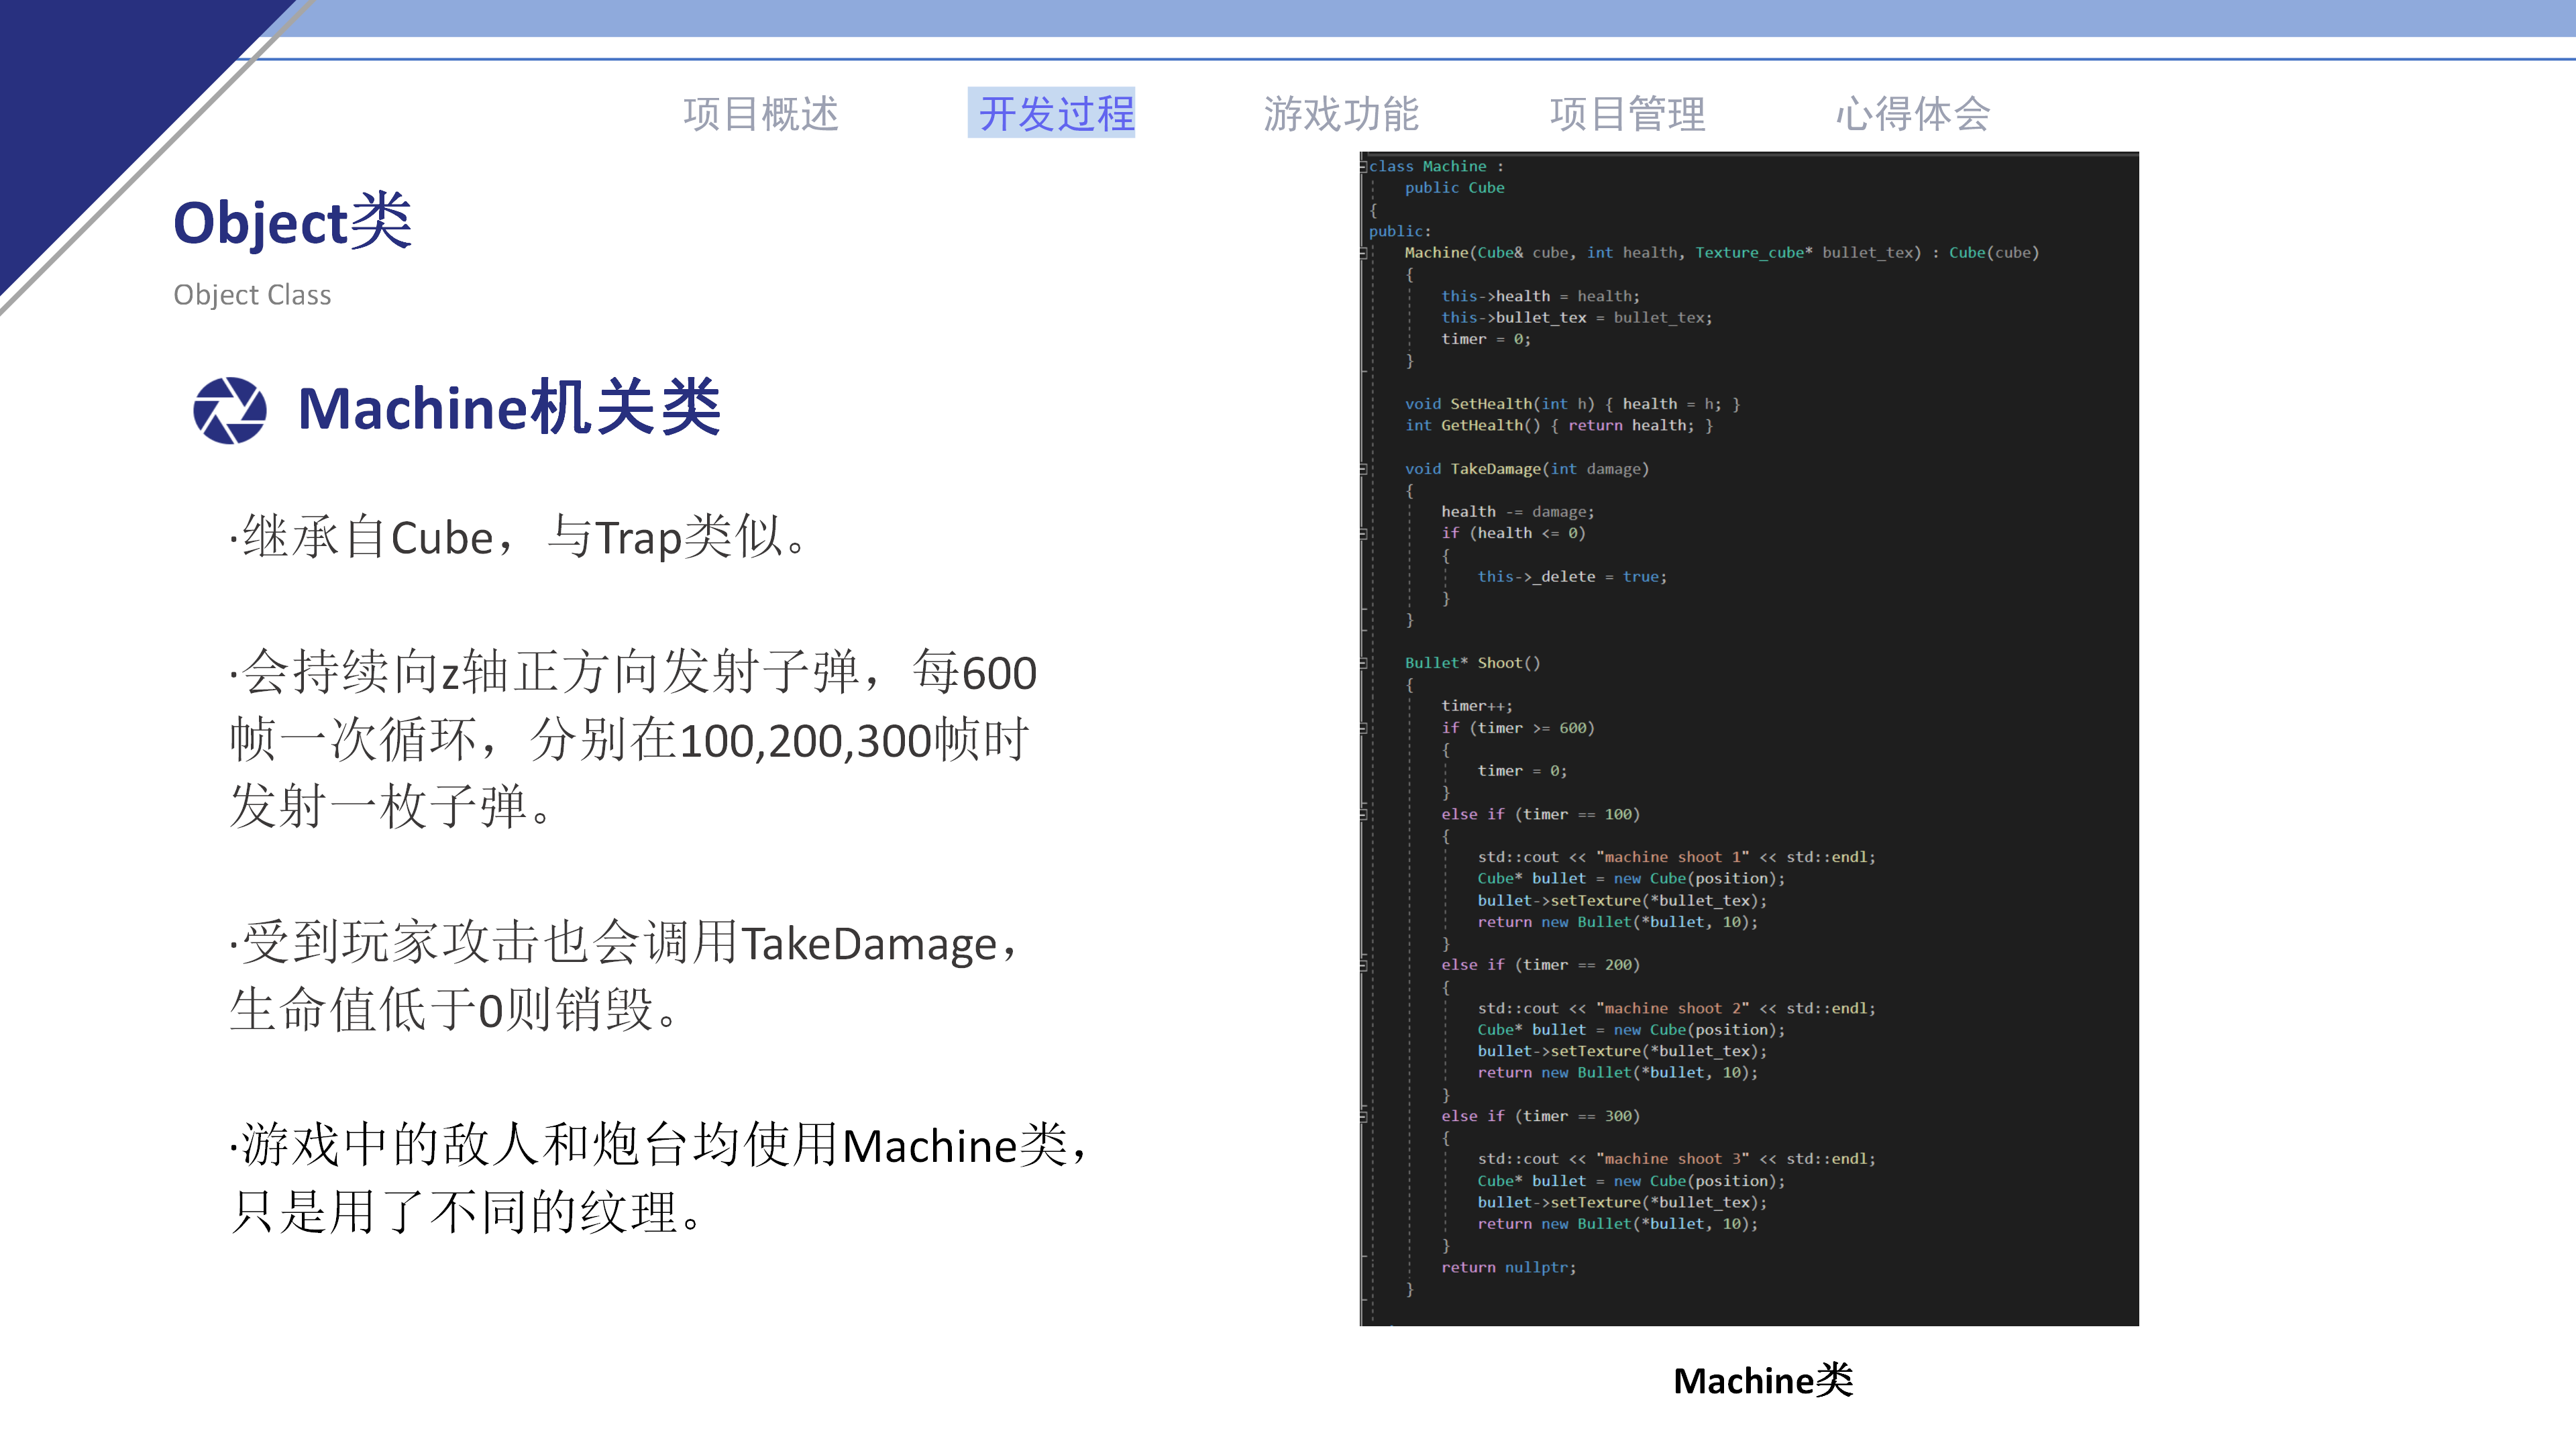 项目概述 开发过程 游戏功能 项目管理 心得体会
Object类
Object Class
Machine机关类
·继承自Cube，与Trap类似。
·会持续向z轴正方向发射子弹，每600
帧一次循环，分别在100,200,300帧时
发射一枚子弹。
·受到玩家攻击也会调用TakeDamage，
生命值低于0则销毁。
·游戏中的敌人和炮台均使用Machine类，
只是用了不同的纹理。
class Machine :
    public Cube
{
public:
    Machine(Cube& cube, int health, Texture_cube* bullet_tex) : Cube(cube)
    {
        this->health = health;
        this->bullet_tex = bullet_tex;
        timer = 0;
    }
    void SetHealth(int h) { health = h; }
    int GetHealth() { return health; }
    void TakeDamage(int damage)
    {
        health -= damage;
        if (health <= 0)
        {
            this->_delete = true;
        }
    }
    Bullet* Shoot()
    {
        timer++;
        if (timer >= 600)
        {
            timer = 0;
        }
        else if (timer == 100)
        {
            std::cout << "machine shoot 1" << std::endl;
            Cube* bullet = new Cube(position);
            bullet->setTexture(*bullet_tex);
            return new Bullet(*bullet, 10);
        }
        else if (timer == 200)
        {
            std::cout << "machine shoot 2" << std::endl;
            Cube* bullet = new Cube(position);
            bullet->setTexture(*bullet_tex);
            return new Bullet(*bullet, 10);
        }
        else if (timer == 300)
        {
            std::cout << "machine shoot 3" << std::endl;
            Cube* bullet = new Cube(position);
            bullet->setTexture(*bullet_tex);
            return new Bullet(*bullet, 10);
        }
        return nullptr;
    }
Machine类